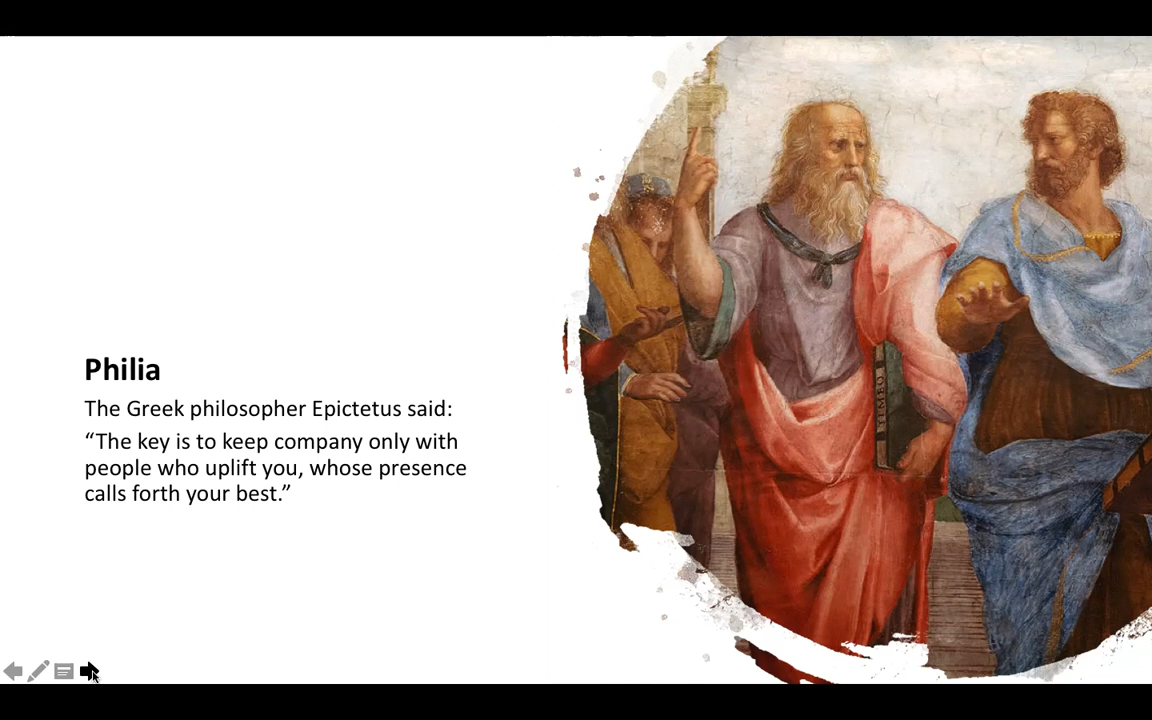 Philia
The Greek philosopher Epictetus said:
“The key is to keep company only with
people who uplift you, whose presence
calls forth your best.”
TIMEO